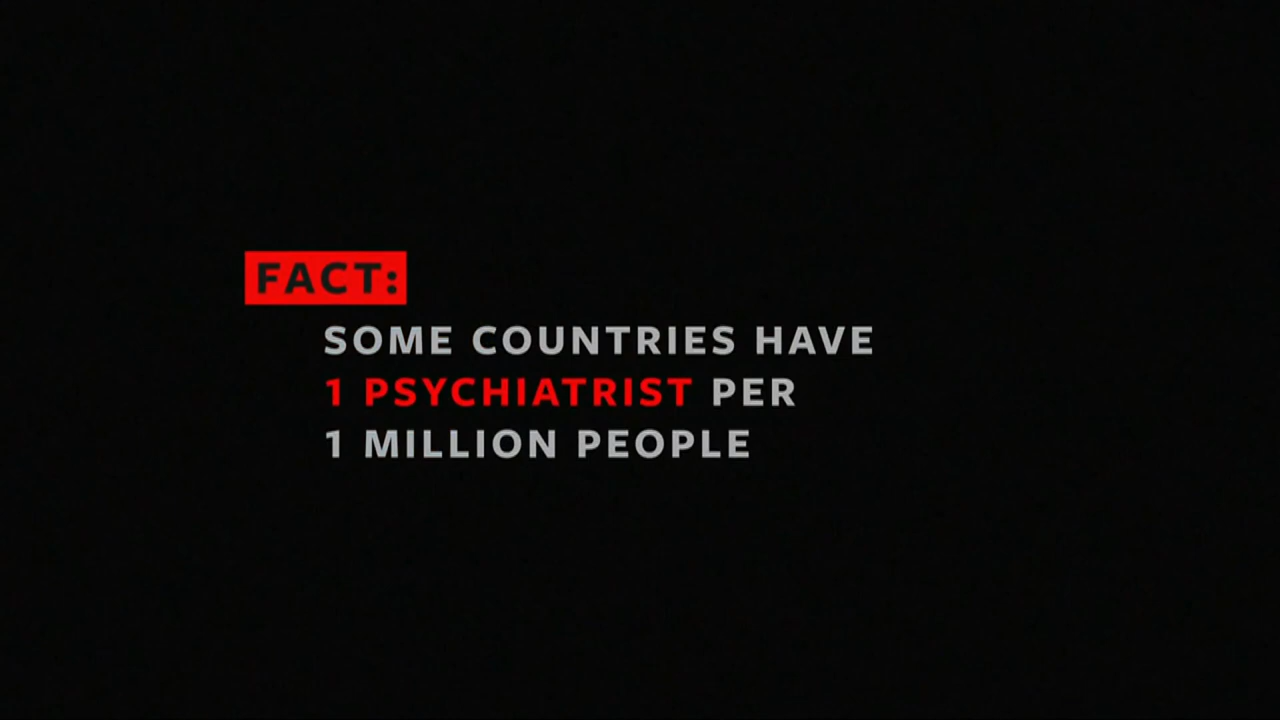 FACT:
SOME COUNTRIES HAVE
1 PSYCHIATRIST PER
1 MILLION PEOPLE